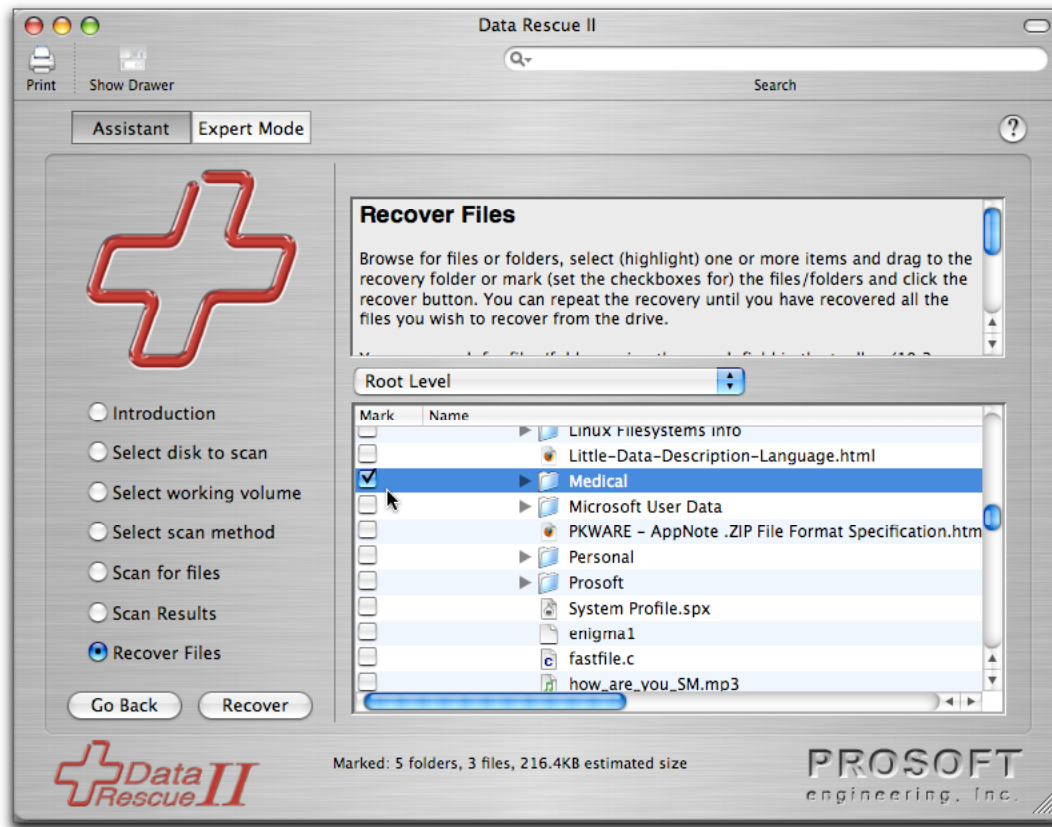 Data Rescue II
Print
Show Drawer
Search
Assistant
Expert Mode
?
Recover Files
Browse for files or folders, select (highlight) one or more items and drag to the
recovery folder or mark (set the checkboxes for) the files/folders and click the
recover button. You can repeat the recovery until you have recovered all the
files you wish to recover from the drive.
Root Level
Mark Name
Linux Filesystems info
Little-Data-Description-Language.html
Medical
Microsoft User Data
PKWARE – AppNote .ZIP File Format Specification.htm
Personal
Prosoft
System Profile.spx
enigma1
fastfile.c
how_are_you_SM.mp3
Introduction
Select disk to scan
Select working volume
Select scan method
Scan for files
Scan Results
Recover Files
Go Back
Recover
Data
Rescue II
Marked: 5 folders, 3 files, 216.4KB estimated size
PROSOFT
engineering, Inc.